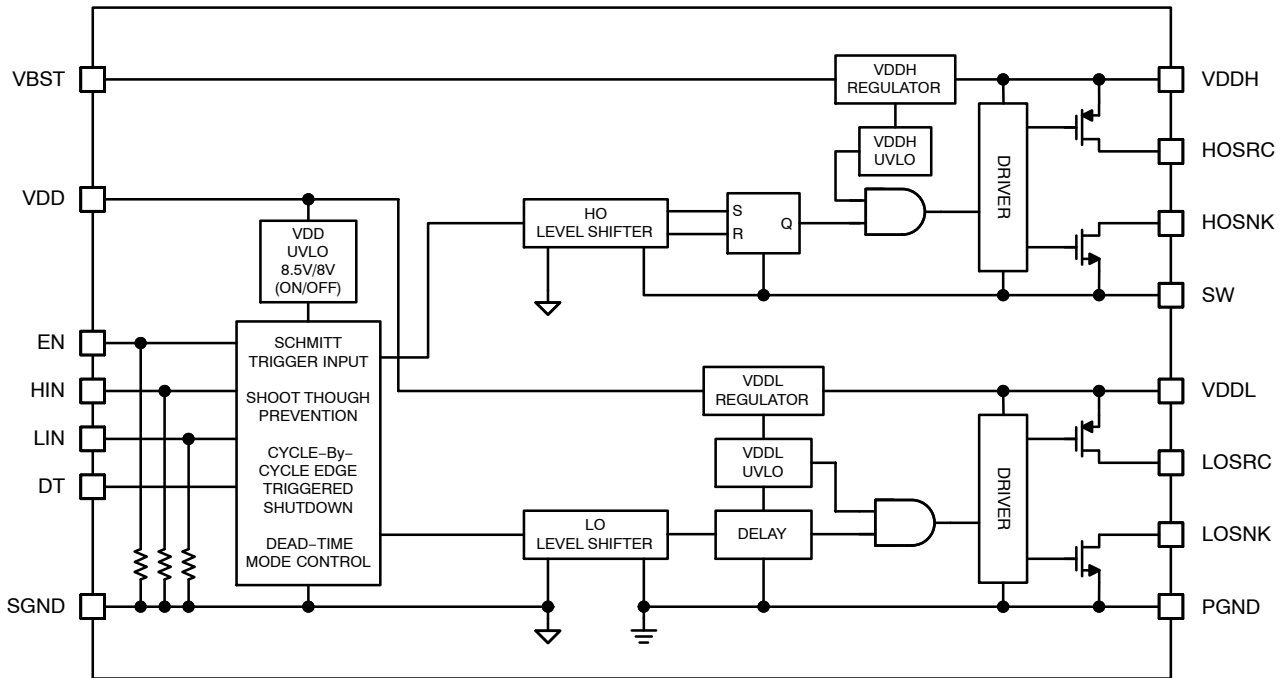 VBST
VDD
EN
HIN
LIN
DT
SGND
VDD
UVLO
8.5V/8V
(ON/OFF)
SCHMITT
TRIGGER INPUT
SHOOT THOUGH
PREVENTION
CYCLE−By−
CYCLE EDGE
TRIGGERED
SHUTDOWN
DEAD−TIME
MODE CONTROL
HO
LEVEL SHIFTER
S
R
Q
VDDH
REGULATOR
VDDH
UVLO
DRIVER
VDDH
HOSRC
HOSNK
SW
LO
LEVEL SHIFTER
VDDL
REGULATOR
VDDL
UVLO
DELAY
DRIVER
VDDL
LOSRC
LOSNK
PGND